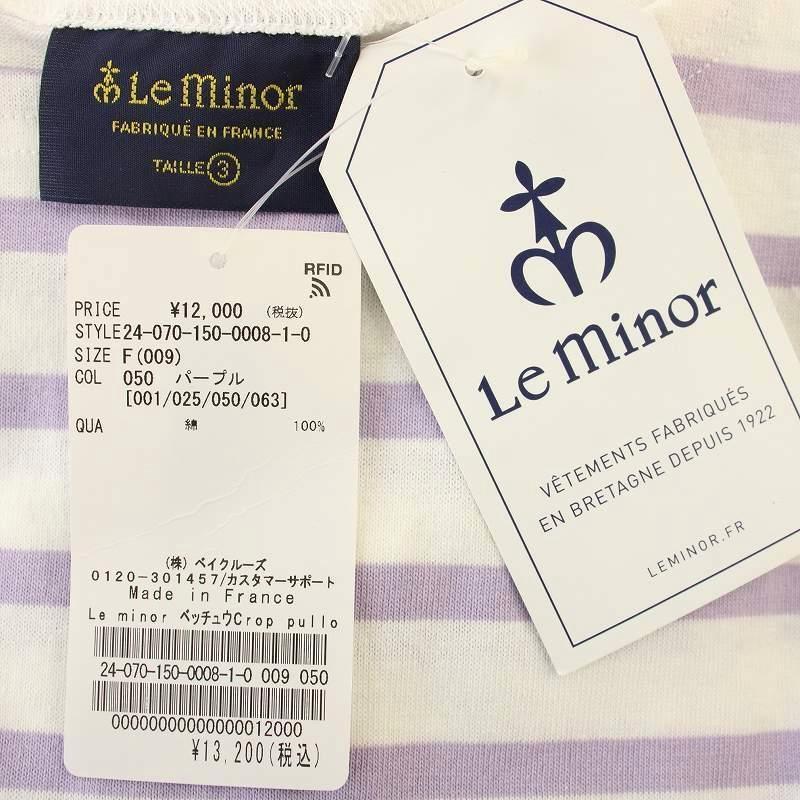 Le Minor
FABRIQUÉ EN FRANCE
TAILLE 3
RFID
PRICE ¥12,000 (税抜)
STYLE 24-070-150-0008-1-0
SIZE F(009)
COL 050 パープル
[001/025/050/063]
QUA 綿 100%
(株) ベイクルーズ
0120-301457/カスタマーサポート
Made in France
Le minor ベッチュウCrop pullo
24-070-150-0008-1-0 009 050
00000000000000012000
¥13,200(税込)
Le Minor
VÊTEMENTS FABRIQUÉS
EN BRETAGNE DEPUIS 1922
LEMINOR.FR